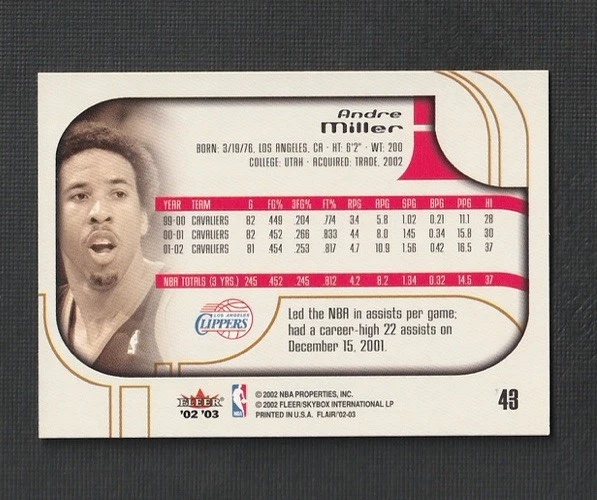 Andre
Miller
BORN: 3/19/76, LOS ANGELES, CA · HT: 6'2" · WT: 200
COLLEGE: UTAH · ACQUIRED: TRADE, 2002
YEAR TEAM G FG% 3FG% FT% RPG APG SPG BPG PPG HI
99-00 CAVALIERS 82 .449 .204 .774 3.4 5.8 1.02 0.21 11.1 28
00-01 CAVALIERS 82 .452 .266 .833 4.4 8.0 1.45 0.34 15.8 30
01-02 CAVALIERS 81 .454 .253 .817 4.7 10.9 1.56 0.42 16.5 37
NBA TOTALS (3 YRS.) 245 .452 .245 .812 4.2 8.2 1.34 0.32 14.5 37
LOS ANGELES
CLIPPERS
Led the NBA in assists per game;
had a career-high 22 assists on
December 15, 2001.
FLEER
'02 '03
NBA
© 2002 NBA PROPERTIES, INC.
© 2002 FLEER/SKYBOX INTERNATIONAL LP
PRINTED IN U.S.A. FLAIR/'02-03
43